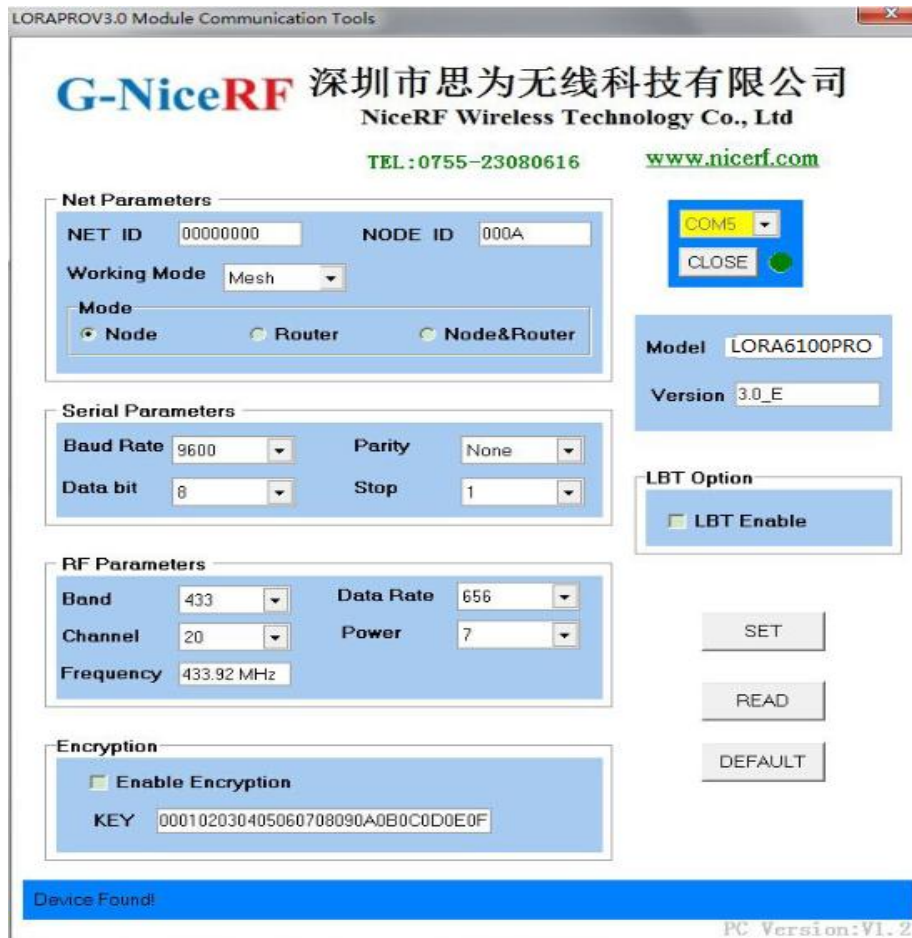 LORAPROV3.0 Module Communication Tools
G-NiceRF 深圳市思为无线科技有限公司
NiceRF Wireless Technology Co., Ltd
TEL:0755-23080616 www.nicerf.com
Net Parameters
NET ID 00000000 NODE ID 000A
Working Mode Mesh
Mode
Node Router Node&Router
COM5
CLOSE
Model LORA6100PRO
Version 3.0_E
Serial Parameters
Baud Rate 9600 Parity None
Data bit 8 Stop 1
LBT Option
LBT Enable
RF Parameters
Band 433 Data Rate 656
Channel 20 Power 7
Frequency 433.92 MHz
SET
READ
DEFAULT
Encryption
Enable Encryption
KEY 000102030405060708090A0B0C0D0E0F
Device Found!
PC Version:V1.2